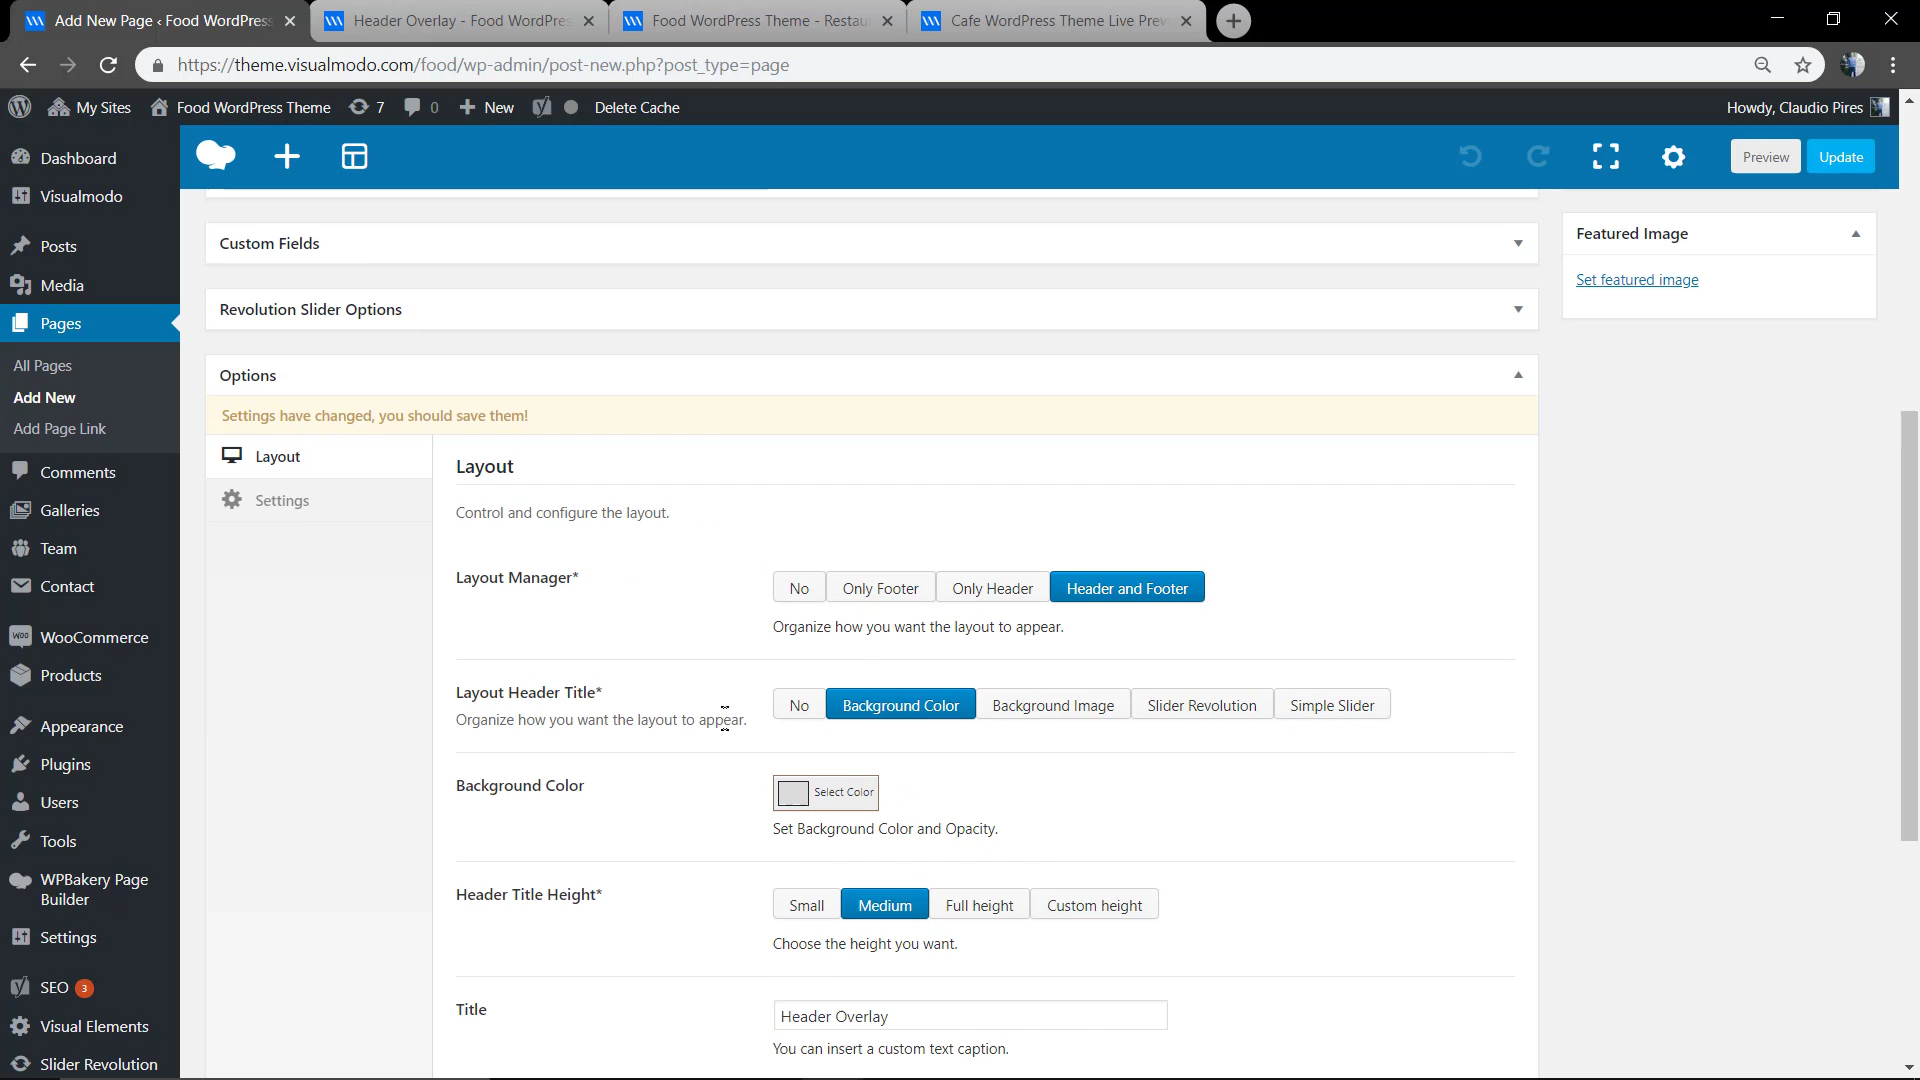 Add New Page ‹ Food WordPress
Header Overlay - Food WordPres
Food WordPress Theme - Restau
Cafe WordPress Theme Live Prev
https://theme.visualmodo.com/food/wp-admin/post-new.php?post_type=page
My Sites
Food WordPress Theme
7
0
New
Delete Cache
Howdy, Claudio Pires
Dashboard
Visualmodo
Posts
Media
Pages
All Pages
Add New
Add Page Link
Comments
Galleries
Team
Contact
WooCommerce
Products
Appearance
Plugins
Users
Tools
WPBakery Page
Builder
Settings
SEO 3
Visual Elements
Slider Revolution
Preview
Update
Custom Fields
Revolution Slider Options
Options
Settings have changed, you should save them!
Layout
Settings
Layout
Control and configure the layout.
Layout Manager*
No
Only Footer
Only Header
Header and Footer
Organize how you want the layout to appear.
Layout Header Title*
Organize how you want the layout to appear.
No
Background Color
Background Image
Slider Revolution
Simple Slider
Background Color
Select Color
Set Background Color and Opacity.
Header Title Height*
Small
Medium
Full height
Custom height
Choose the height you want.
Title
Header Overlay
You can insert a custom text caption.
Featured Image
Set featured image